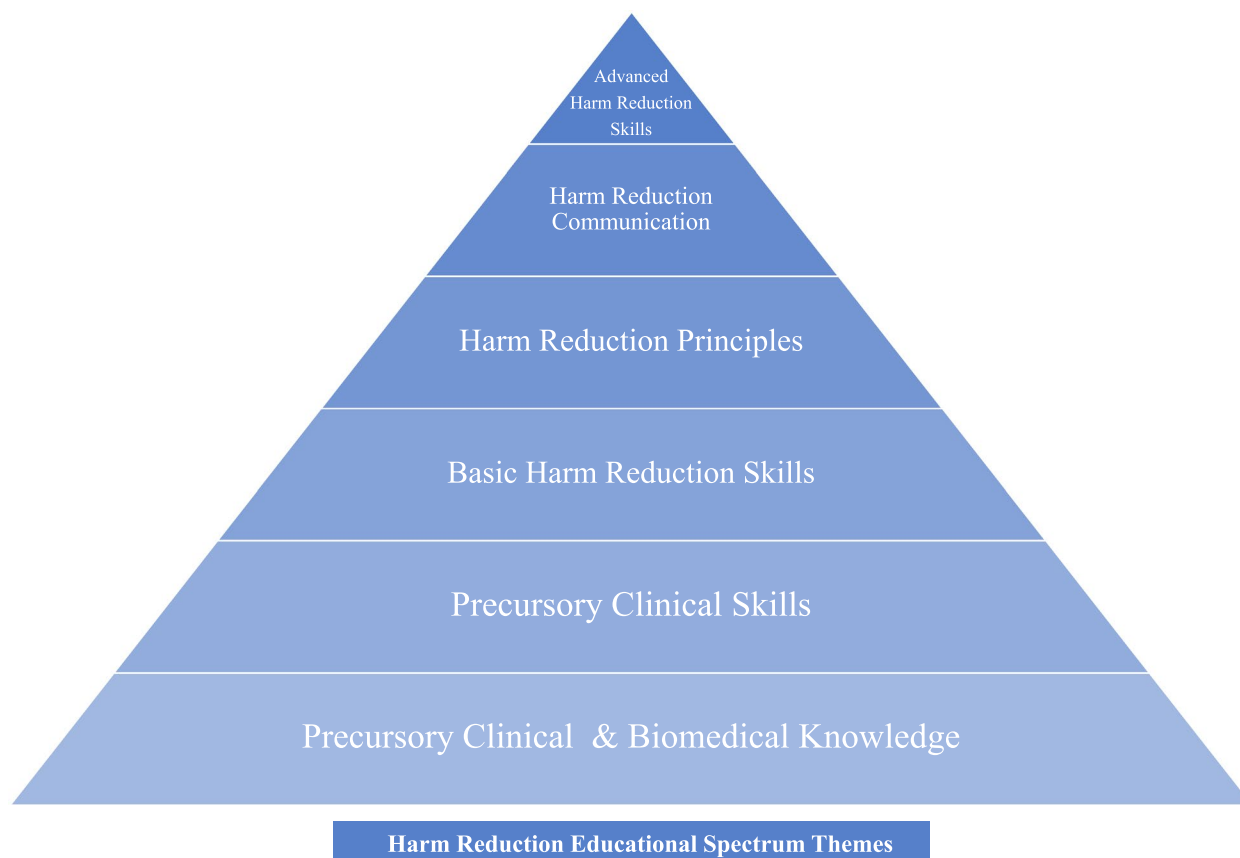 Advanced
Harm Reduction
Skills
Harm Reduction
Communication
Harm Reduction Principles
Basic Harm Reduction Skills
Precursory Clinical Skills
Precursory Clinical & Biomedical Knowledge
Harm Reduction Educational Spectrum Themes